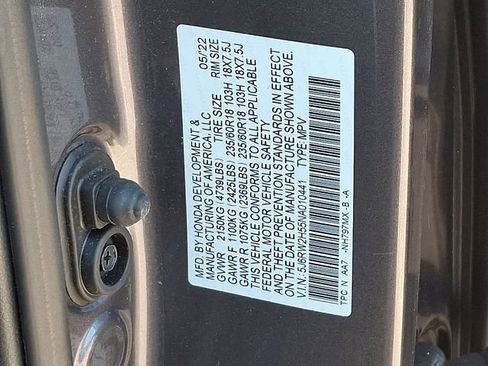 MFD. BY HONDA DEVELOPMENT & 05/22
MANUFACTURING OF AMERICA, LLC
GVWR 2150KG (4739LBS) TIRE SIZE RIM SIZE
GAWR F 1100KG (2425LBS) 235/60R18 103H 18X7.5J
GAWR R 1075KG (2369LBS) 235/60R18 103H 18X7.5J
THIS VEHICLE CONFORMS TO ALL APPLICABLE
FEDERAL MOTOR VEHICLE SAFETY
AND THEFT PREVENTION STANDARDS IN EFFECT
ON THE DATE OF MANUFACTURE SHOWN ABOVE.
V.I.N.: 5J6RW2H55NA010441 TYPE: MPV
TPC N AA7 -NH797MX -B -A